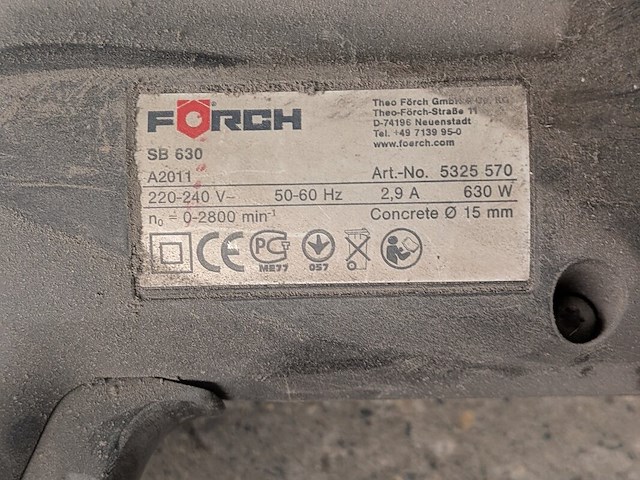 FÖRCH
Theo Förch GmbH & Co. KG
Theo-Förch-Straße 11
D-74196 Neuenstadt
Tel. +49 7139 95-0
www.foerch.com
SB 630
A2011 Art.-No. 5325 570
220-240 V~ 50-60 Hz 2,9 A 630 W
n₀ = 0-2800 min⁻¹ Concrete Ø 15 mm
CE PC
ME77 057